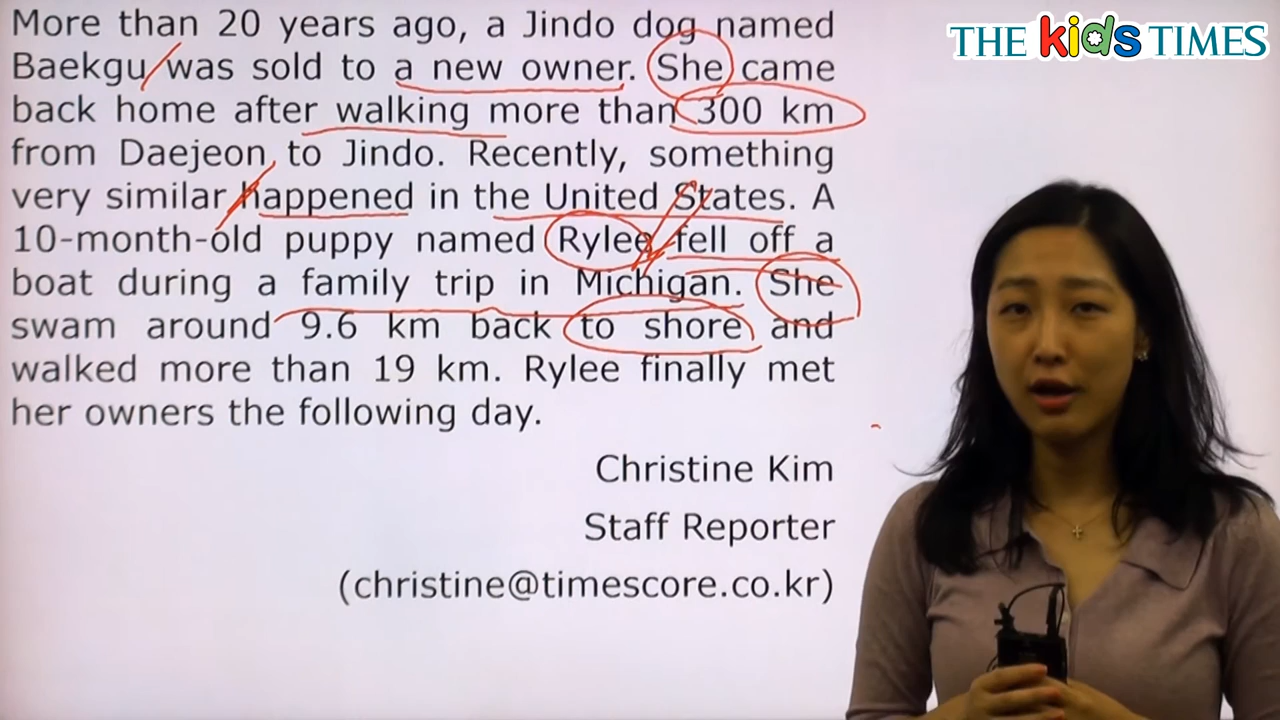 THE kids TIMES
More than 20 years ago, a Jindo dog named
Baekgu was sold to a new owner. She came
back home after walking more than 300 km
from Daejeon to Jindo. Recently, something
very similar happened in the United States. A
10-month-old puppy named Rylee fell off a
boat during a family trip in Michigan. She
swam around 9.6 km back to shore and
walked more than 19 km. Rylee finally met
her owners the following day.
Christine Kim
Staff Reporter
(christine@timescore.co.kr)